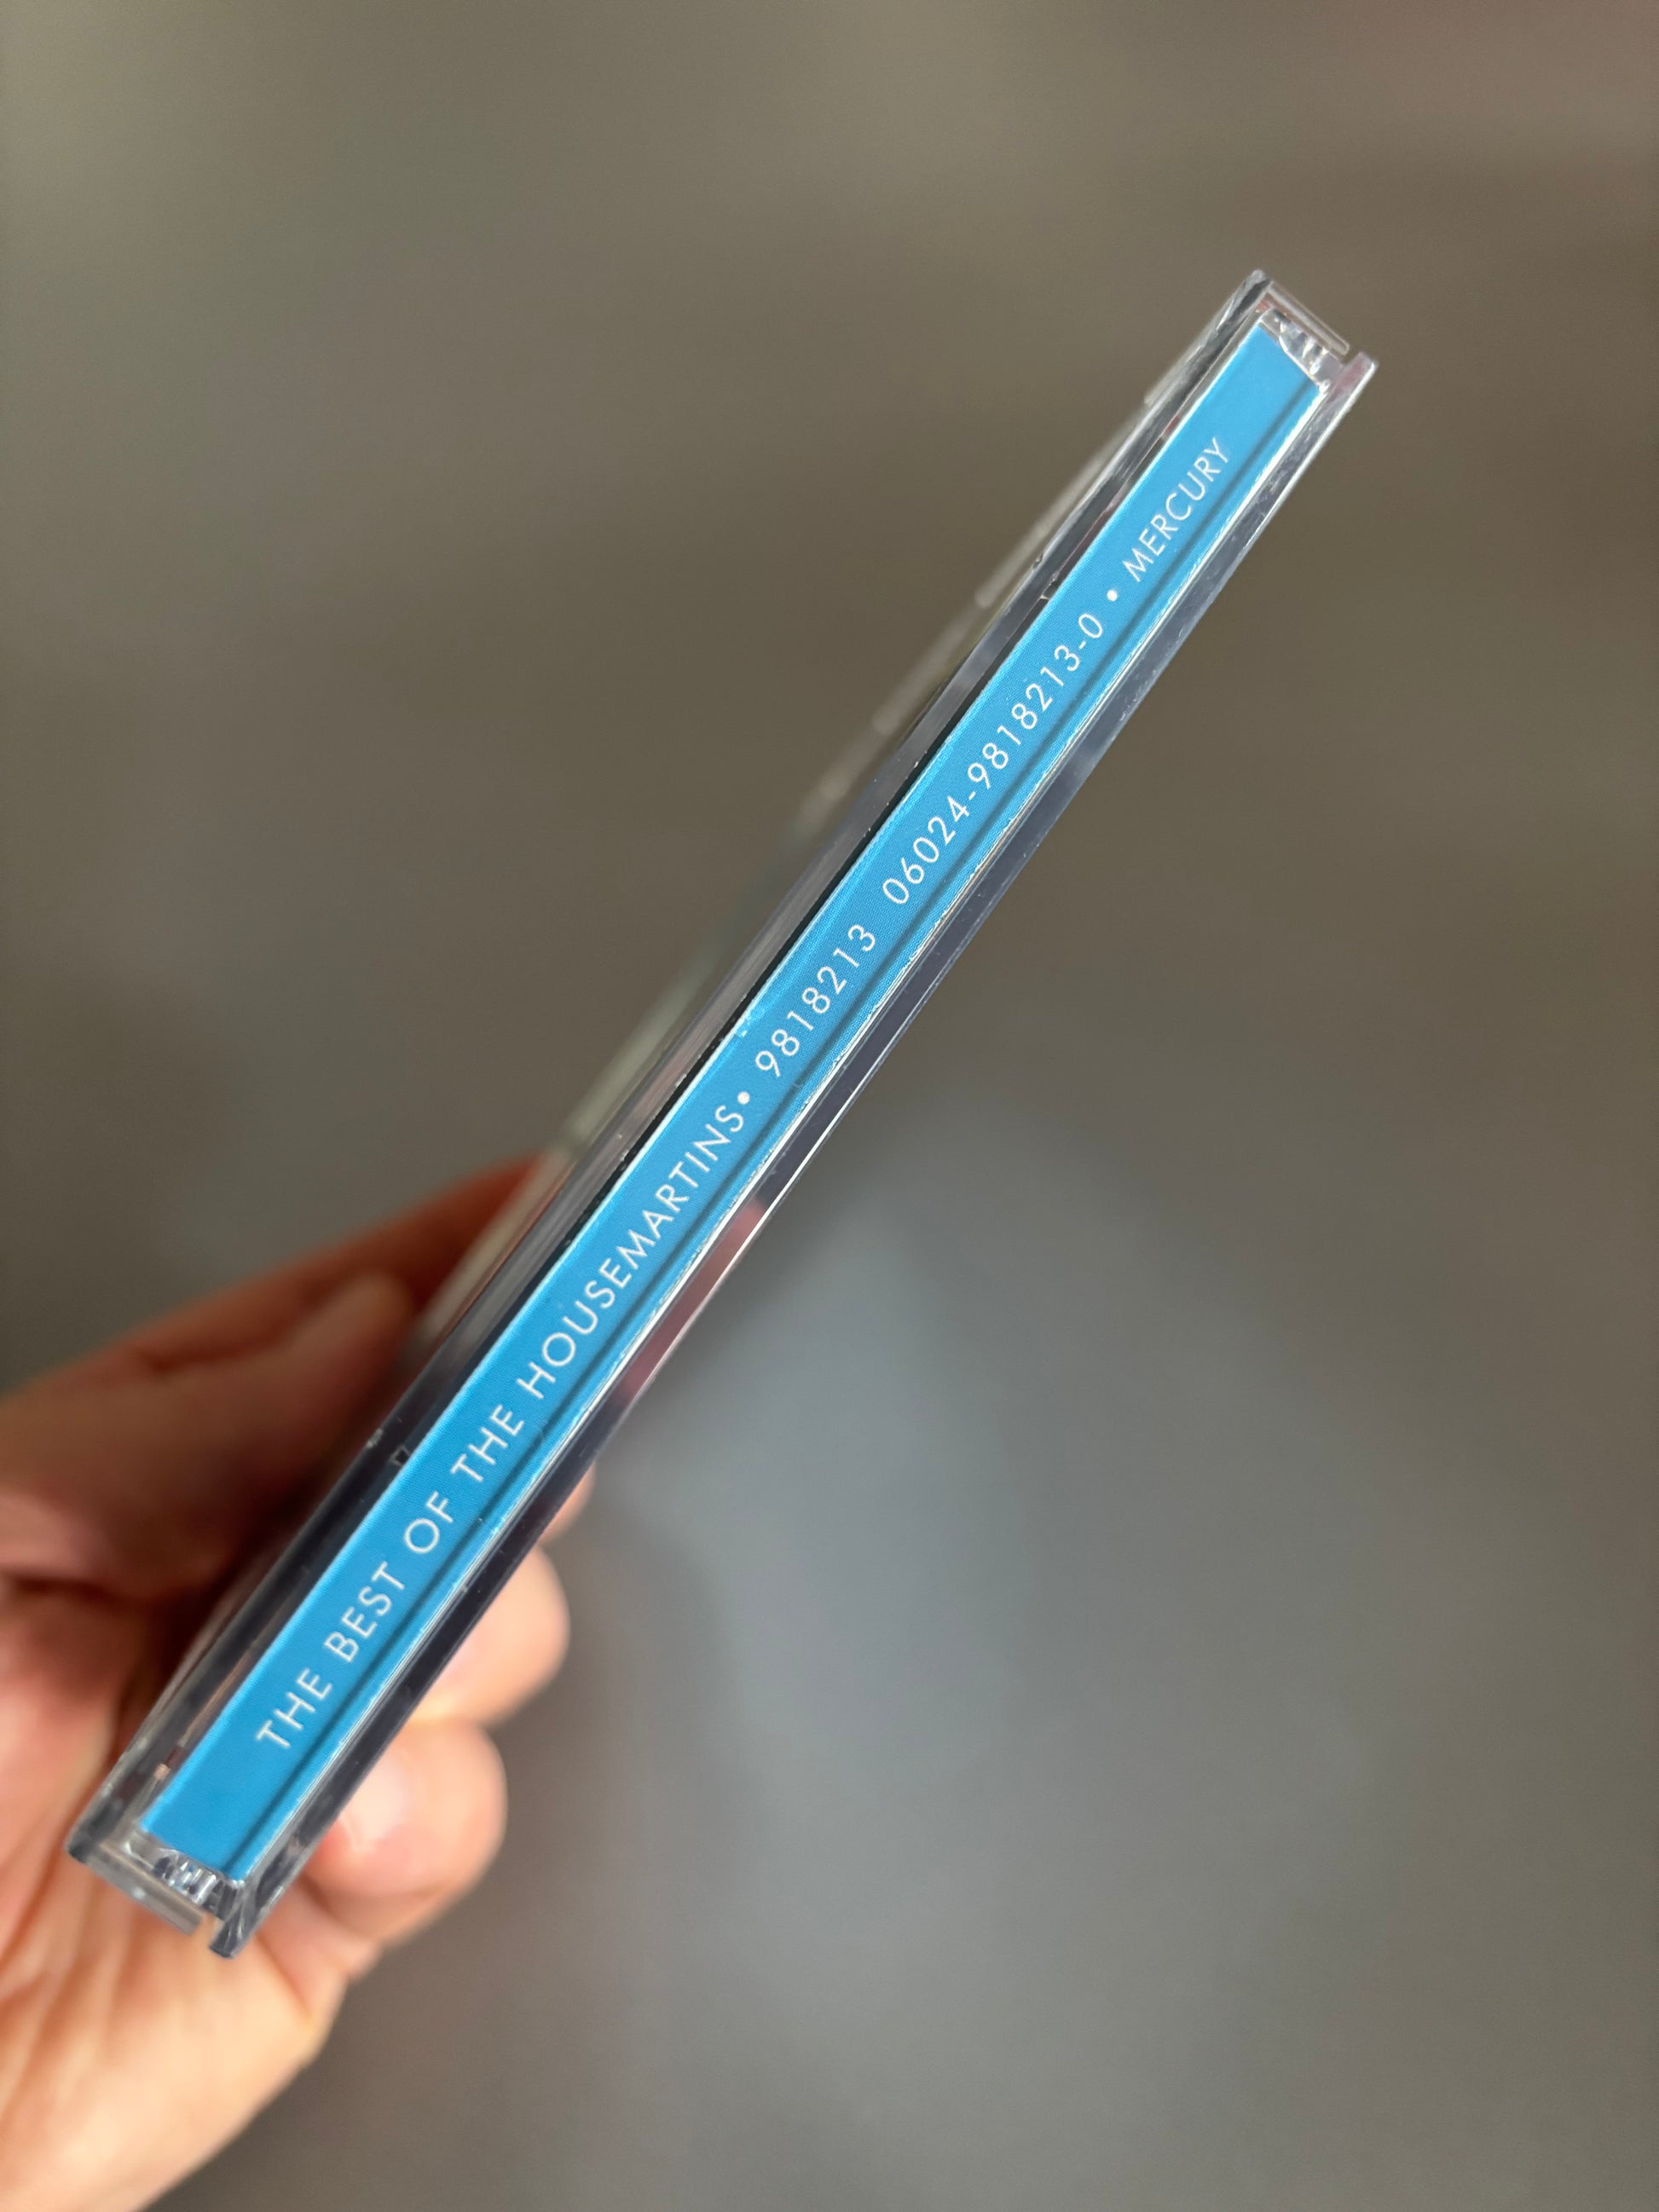 THE BEST OF THE HOUSEMARTINS• 9818213 06024-9818213-0 • MERCURY